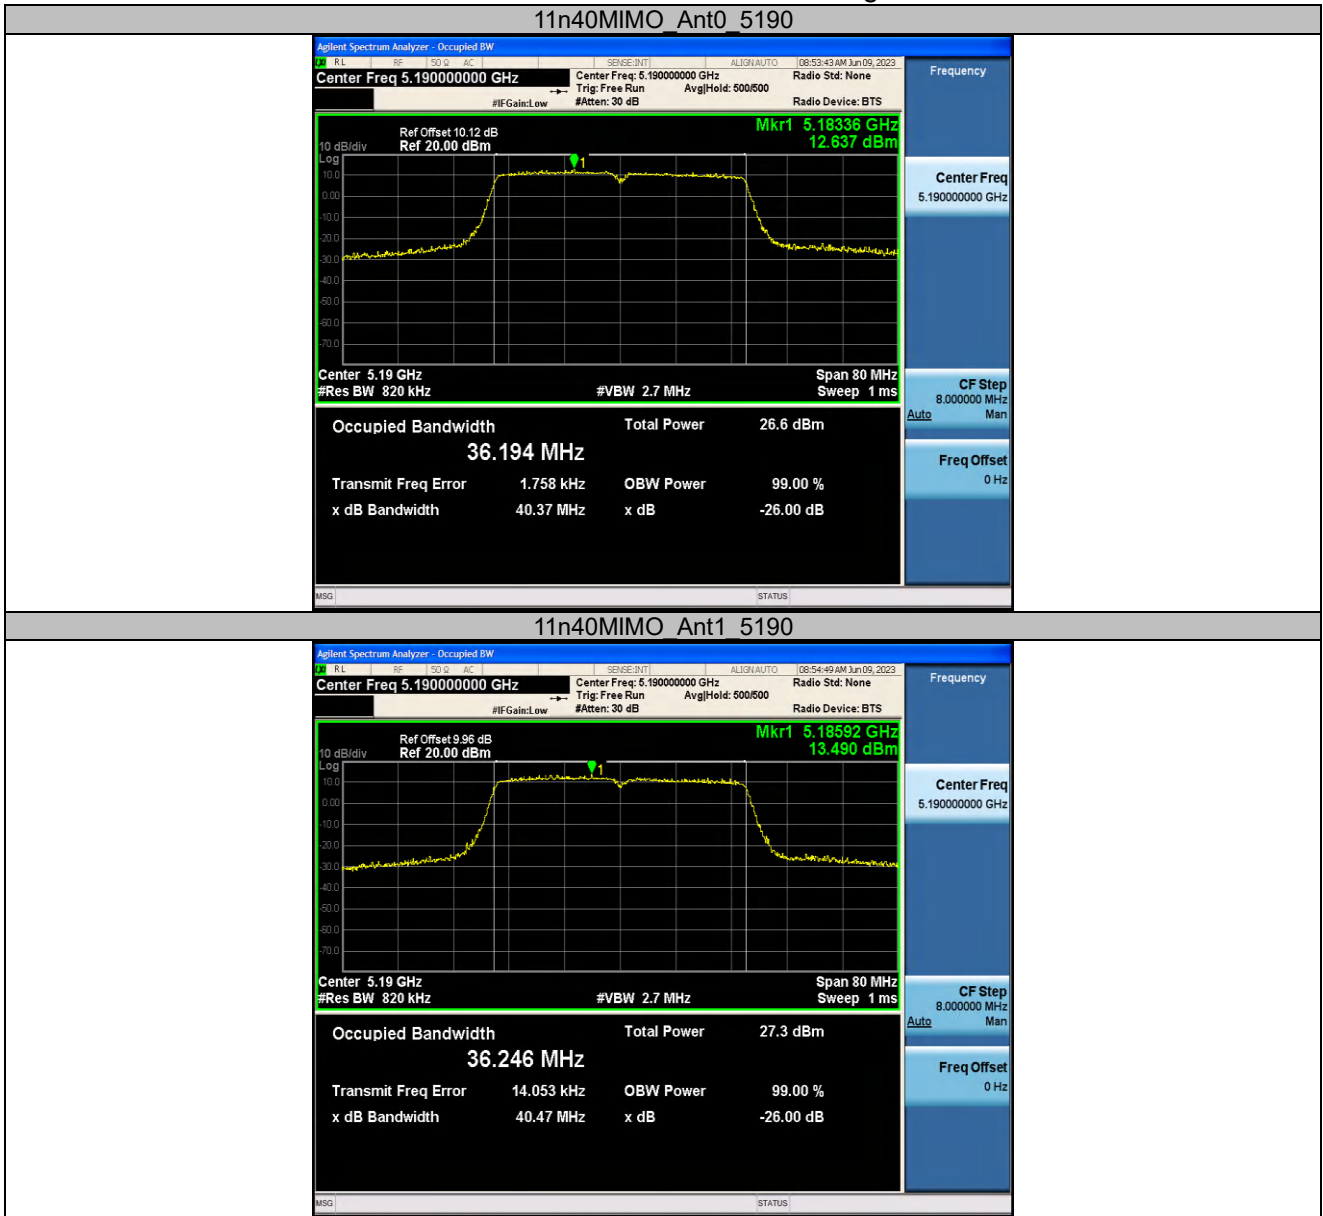 11n40MIMO_Ant0_5190
Agilent Spectrum Analyzer - Occupied BW
RL RF 50 Ω AC SENSE:INT ALIGNAUTO 08:53:43 AM Jun 09, 2023
Center Freq 5.190000000 GHz
Center Freq: 5.190000000 GHz
Radio Std: None
Trig: Free Run
Avg|Hold: 500/500
#IFGain:Low
#Atten: 30 dB
Radio Device: BTS
Frequency
Mkr1 5.18336 GHz
12.637 dBm
Ref Offset 10.12 dB
10 dB/div Ref 20.00 dBm
Log
10.0
0.00
-10.0
-20.0
-30.0
-40.0
-50.0
-60.0
-70.0
1
Center Freq
5.190000000 GHz
Center 5.19 GHz Span 80 MHz
#Res BW 820 kHz #VBW 2.7 MHz Sweep 1 ms
CF Step
8.000000 MHz
Auto Man
Occupied Bandwidth Total Power 26.6 dBm
36.194 MHz
Freq Offset
0 Hz
Transmit Freq Error 1.758 kHz OBW Power 99.00 %
x dB Bandwidth 40.37 MHz x dB -26.00 dB
MSG STATUS
11n40MIMO_Ant1_5190
Agilent Spectrum Analyzer - Occupied BW
RL RF 50 Ω AC SENSE:INT ALIGNAUTO 08:54:49 AM Jun 09, 2023
Center Freq 5.190000000 GHz
Center Freq: 5.190000000 GHz
Radio Std: None
Trig: Free Run
Avg|Hold: 500/500
#IFGain:Low
#Atten: 30 dB
Radio Device: BTS
Frequency
Mkr1 5.18592 GHz
13.490 dBm
Ref Offset 9.96 dB
10 dB/div Ref 20.00 dBm
Log
10.0
0.00
-10.0
-20.0
-30.0
-40.0
-50.0
-60.0
-70.0
1
Center Freq
5.190000000 GHz
Center 5.19 GHz Span 80 MHz
#Res BW 820 kHz #VBW 2.7 MHz Sweep 1 ms
CF Step
8.000000 MHz
Auto Man
Occupied Bandwidth Total Power 27.3 dBm
36.246 MHz
Freq Offset
0 Hz
Transmit Freq Error 14.053 kHz OBW Power 99.00 %
x dB Bandwidth 40.47 MHz x dB -26.00 dB
MSG STATUS